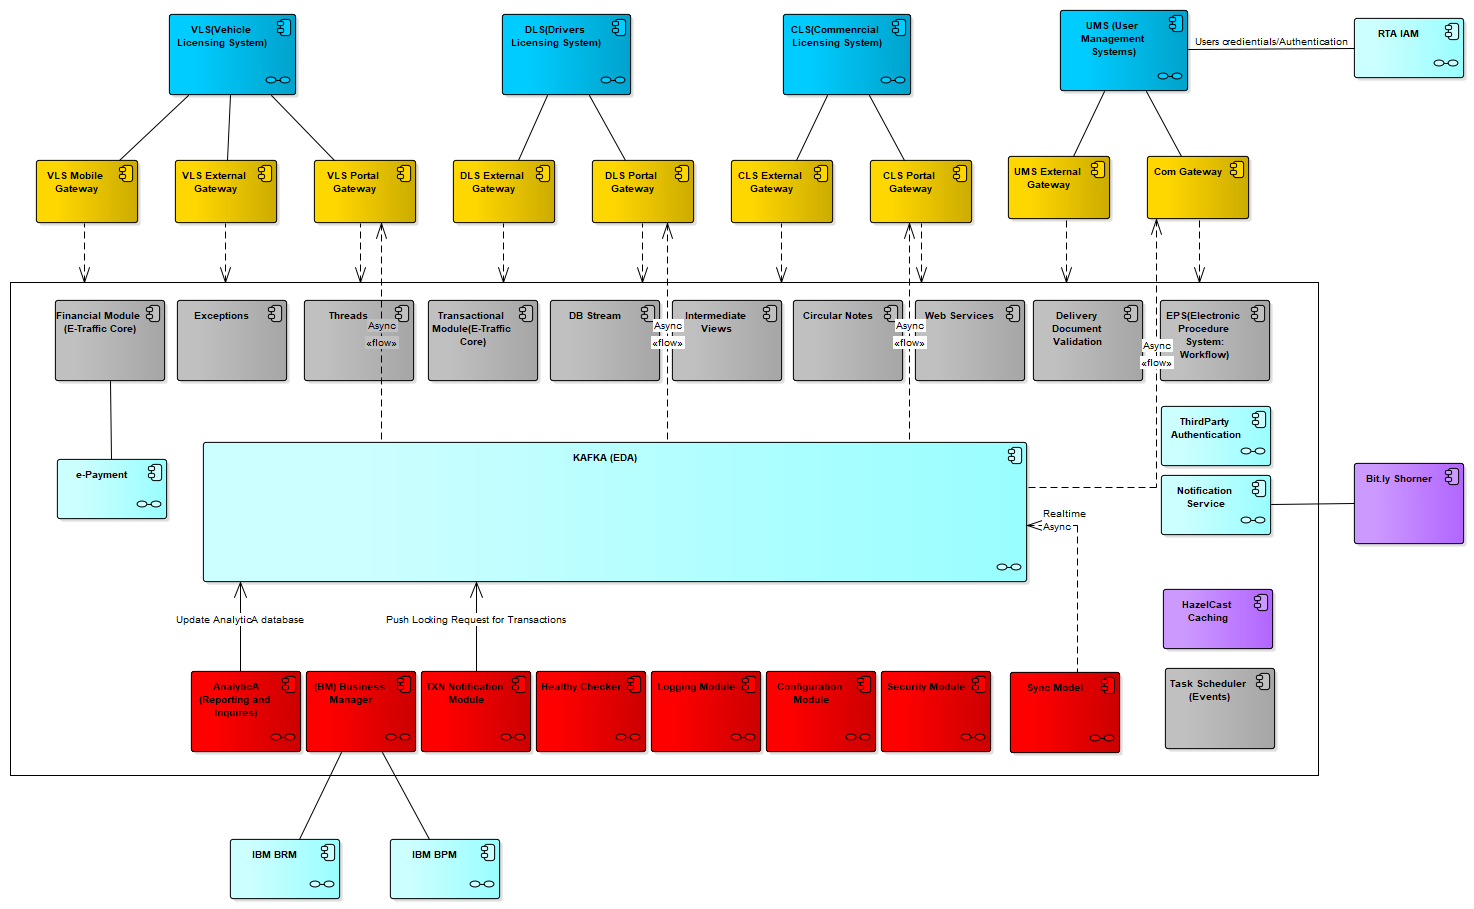 VLS(Vehicle
Licensing System)
DLS(Drivers
Licensing System)
CLS(Commenrcial
Licensing System)
UMS (User
Management
Systems)
Users credientials/Authentication
RTA IAM
VLS Mobile
Gateway
VLS External
Gateway
VLS Portal
Gateway
DLS External
Gateway
DLS Portal
Gateway
CLS External
Gateway
CLS Portal
Gateway
UMS External
Gateway
Com Gateway
Financial Module
(E-Traffic Core)
Exceptions
Threads
Transactional
Module(E-Traffic
Core)
DB Stream
Intermediate
Views
Circular Notes
Web Services
Delivery
Document
Validation
EPS(Electronic
Procedure
System:
Workflow)
Async
«flow»
Async
«flow»
Async
«flow»
Async
«flow»
ThirdParty
Authentication
e-Payment
KAFKA (EDA)
Notification
Service
Bit.ly Shorner
Realtime
Async
HazelCast
Caching
Update AnalyticA database
Push Locking Request for Transactions
AnalyticA
(Reporting and
Inquires)
(BM) Business
Manager
TXN Notification
Module
Healthy Checker
Logging Module
Configuration
Module
Security Module
Sync Model
Task Scheduler
(Events)
IBM BRM
IBM BPM